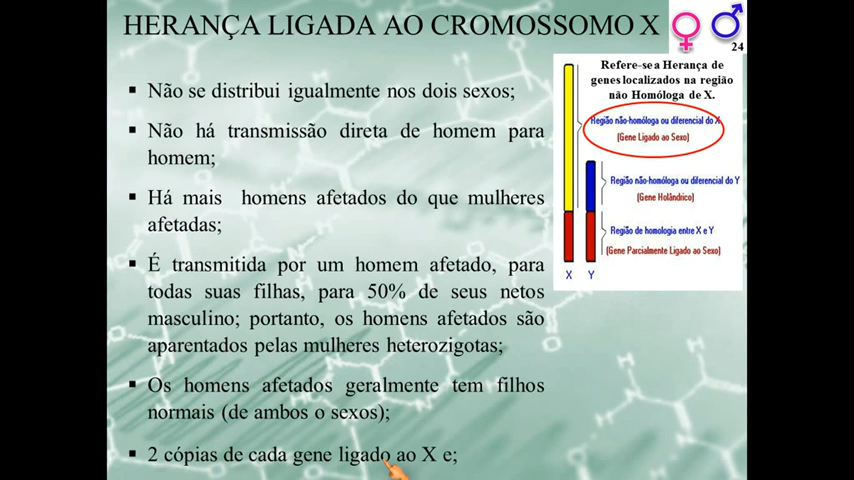 HERANÇA LIGADA AO CROMOSSOMO X
24
▪ Não se distribui igualmente nos dois sexos;
▪ Não há transmissão direta de homem para
homem;
▪ Há mais homens afetados do que mulheres
afetadas;
▪ É transmitida por um homem afetado, para
todas suas filhas, para 50% de seus netos
masculino; portanto, os homens afetados são
aparentados pelas mulheres heterozigotas;
▪ Os homens afetados geralmente tem filhos
normais (de ambos o sexos);
▪ 2 cópias de cada gene ligado ao X e;
Refere-se a Herança de
genes localizados na região
não Homóloga de X.
Região não-homóloga ou diferencial do X
(Gene Ligado ao Sexo)
Região não-homóloga ou diferencial do Y
(Gene Holândrico)
Região de homologia entre X e Y
(Gene Parcialmente Ligado ao Sexo)
X Y